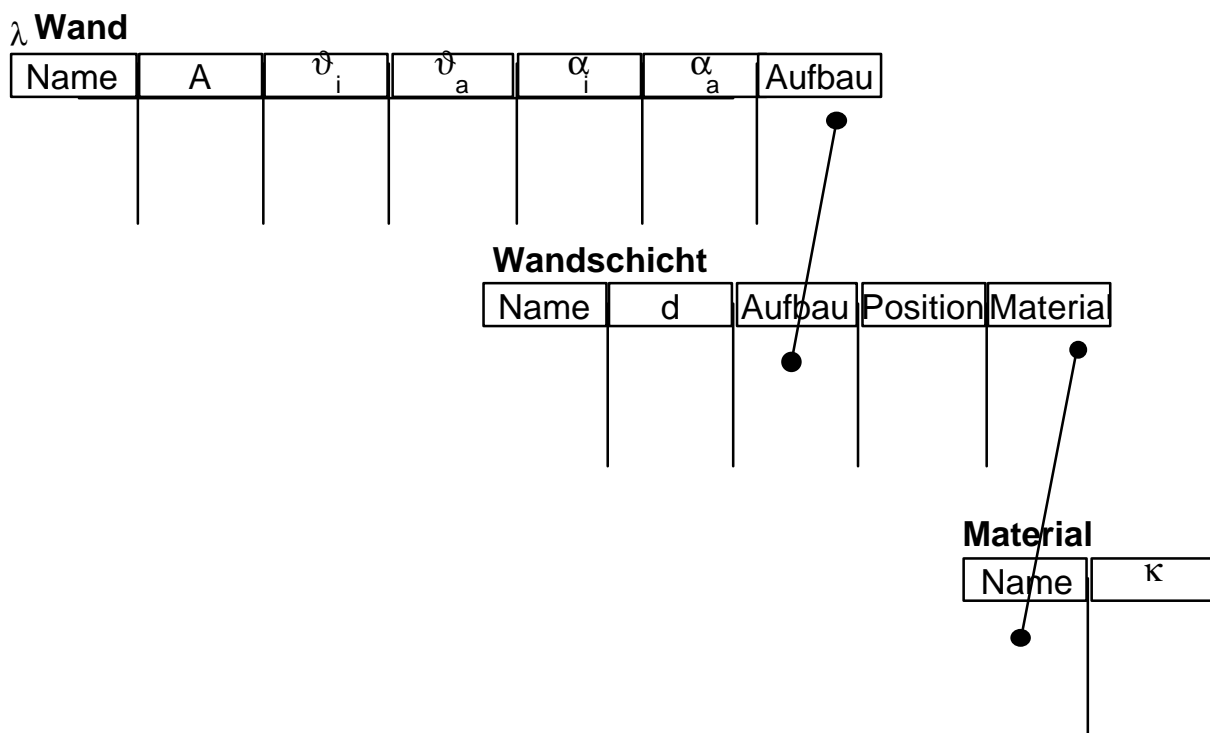 λ Wand
Name A ϑi ϑa αi αa Aufbau
Wandschicht
Name d Aufbau Position Material
Material
Name κ